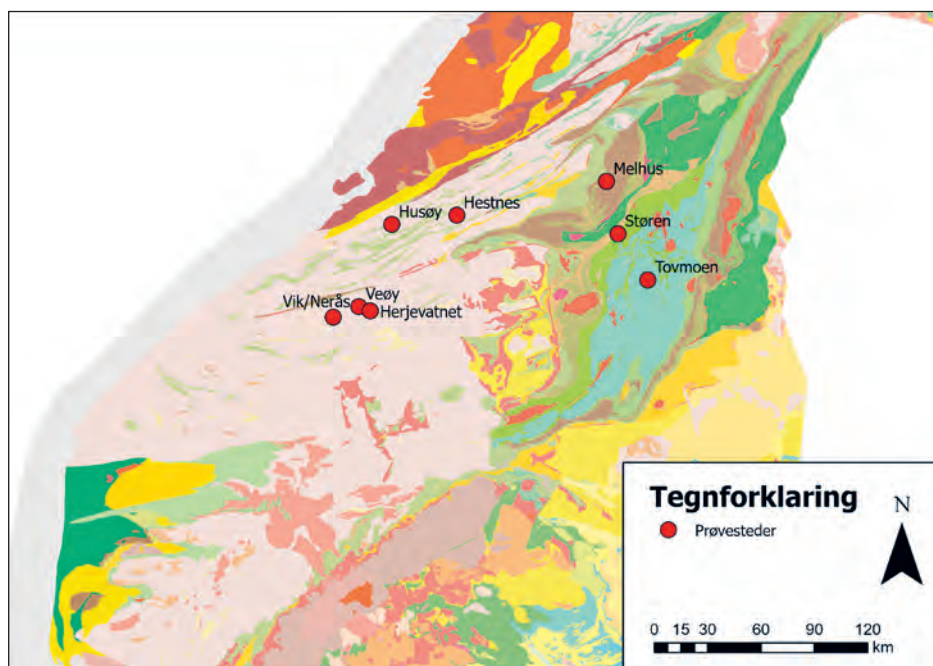 Melhus
Hestnes
Husøy
Støren
Tovmoen
Veøy
Vik/Nerås
Herjevatnet
Tegnforklaring
N
Prøvesteder
0 15 30 60 90 120
km